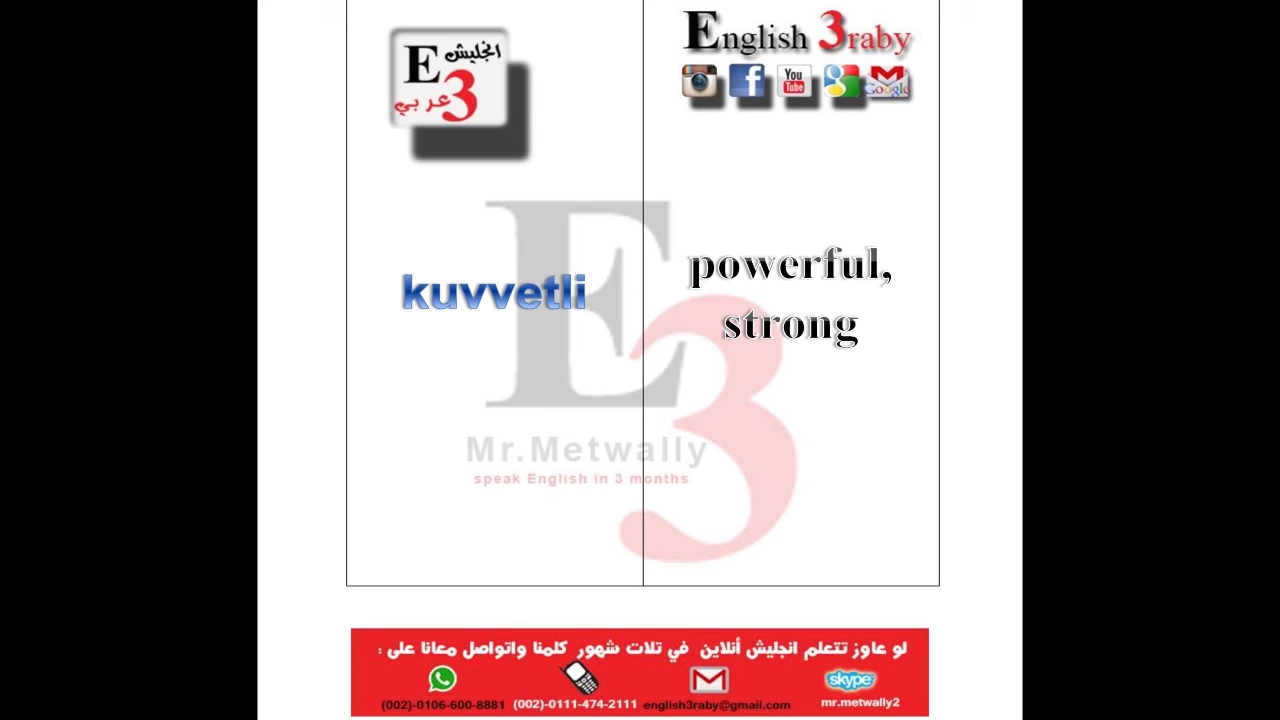 انجليش
E
3
عربي
English 3raby
You
Tube
Google
kuvvetli
powerful,
strong
E
3
Mr.Metwally
speak English in 3 months
لو عاوز تتعلم انجليش أنلاين في تلات شهور كلمنا واتواصل معانا على :
skype
(002)-0106-600-8881 (002)-0111-474-2111 english3raby@gmail.com mr.metwally2